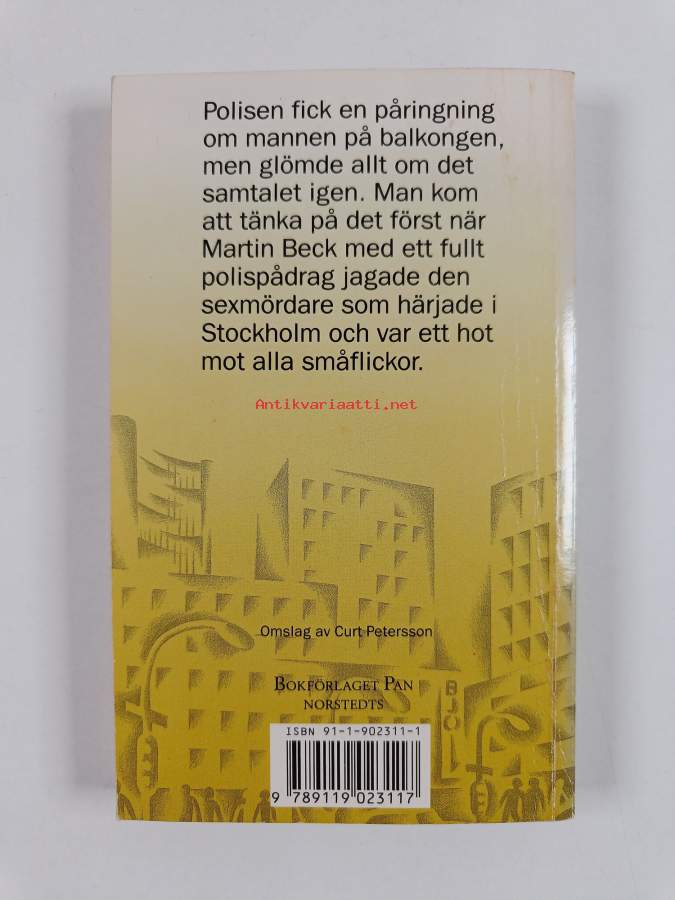 Polisen fick en påringning
om mannen på balkongen,
men glömde allt om det
samtalet igen. Man kom
att tänka på det först när
Martin Beck med ett fullt
polispådrag jagade den
sexmördare som härjade i
Stockholm och var ett hot
mot alla småflickor.
Antikvariaatti.net
Omslag av Curt Petersson
BOKFÖRLAGET PAN
NORSTEDTS
BJÖL
ISBN 91-1-902311-1
9 789119 023117